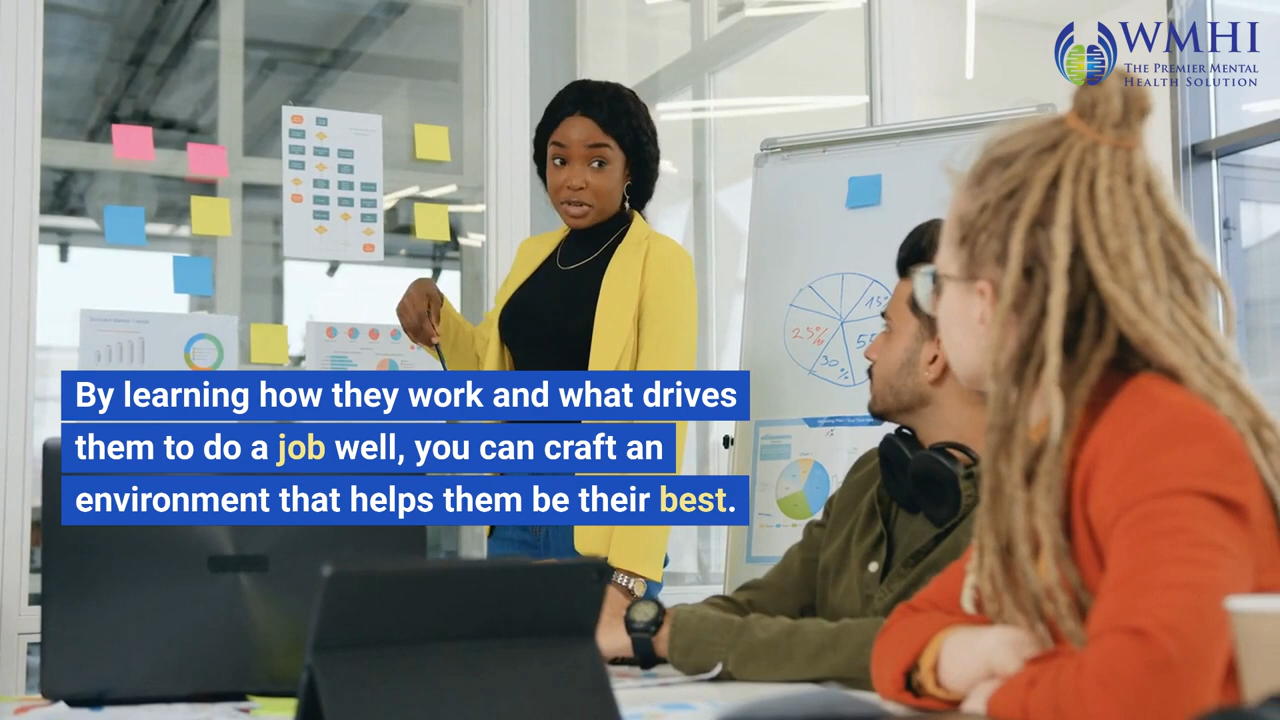 WMHI
THE PREMIER MENTAL
HEALTH SOLUTION
15%
25%
30%
By learning how they work and what drives
them to do a job well, you can craft an
environment that helps them be their best.